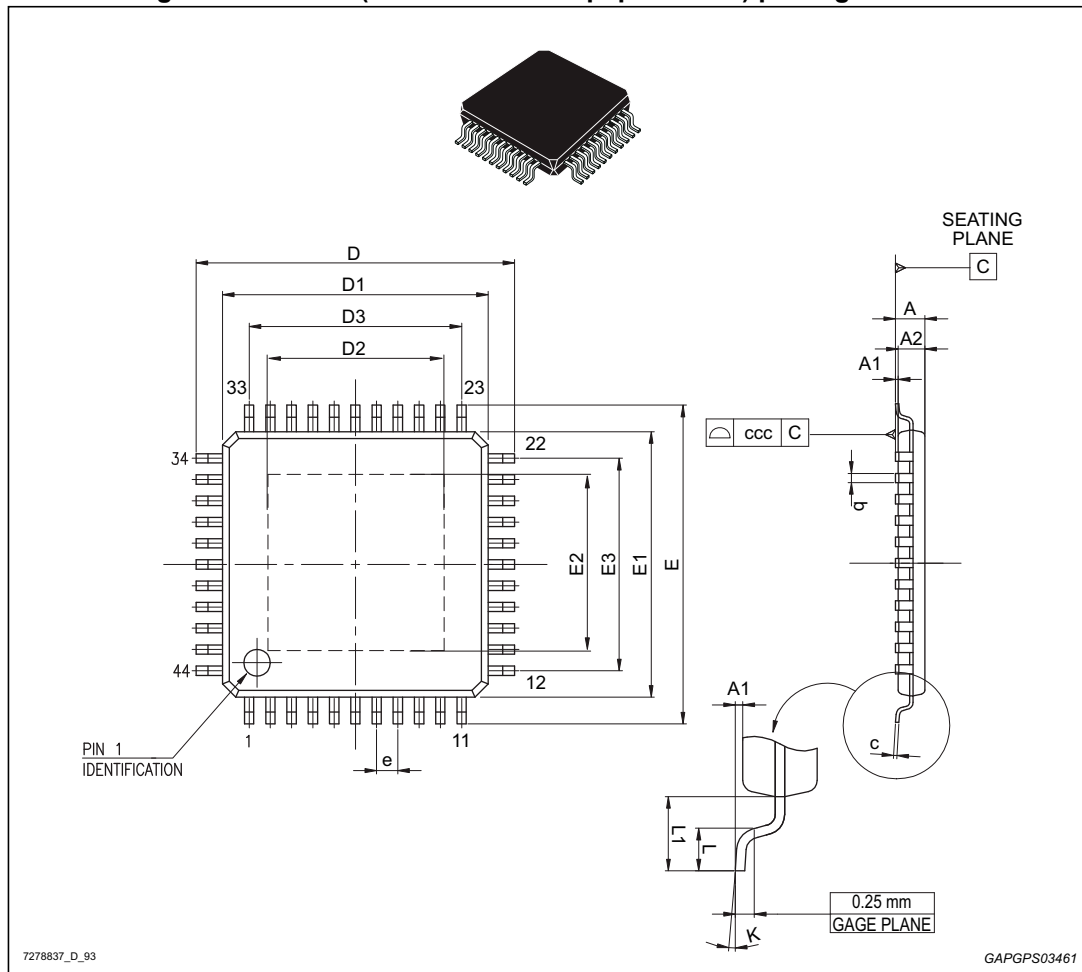 SEATING
PLANE
C
D
D1
D3
D2
A
A2
A1
33
23
ccc
C
34
22
b
E2
E3
E1
E
44
12
A1
1
11
PIN 1
IDENTIFICATION
e
c
L1
L
0.25 mm
GAGE PLANE
K
7278837_D_93
GAPGPS03461